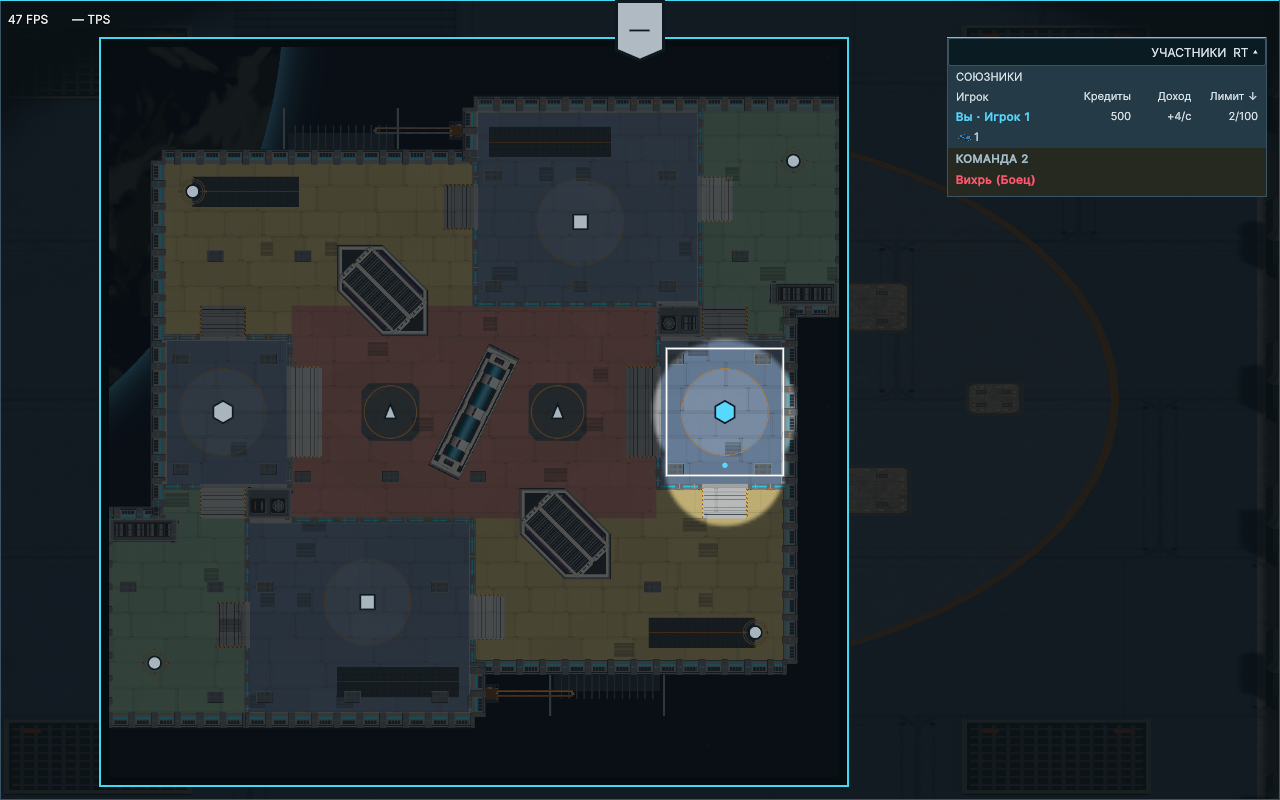 47 FPS — TPS
—
УЧАСТНИКИ RT
СОЮЗНИКИ
Игрок Кредиты Доход Лимит ↓
Вы · Игрок 1 500 +4/с 2/100
1
КОМАНДА 2
Вихрь (Боец)